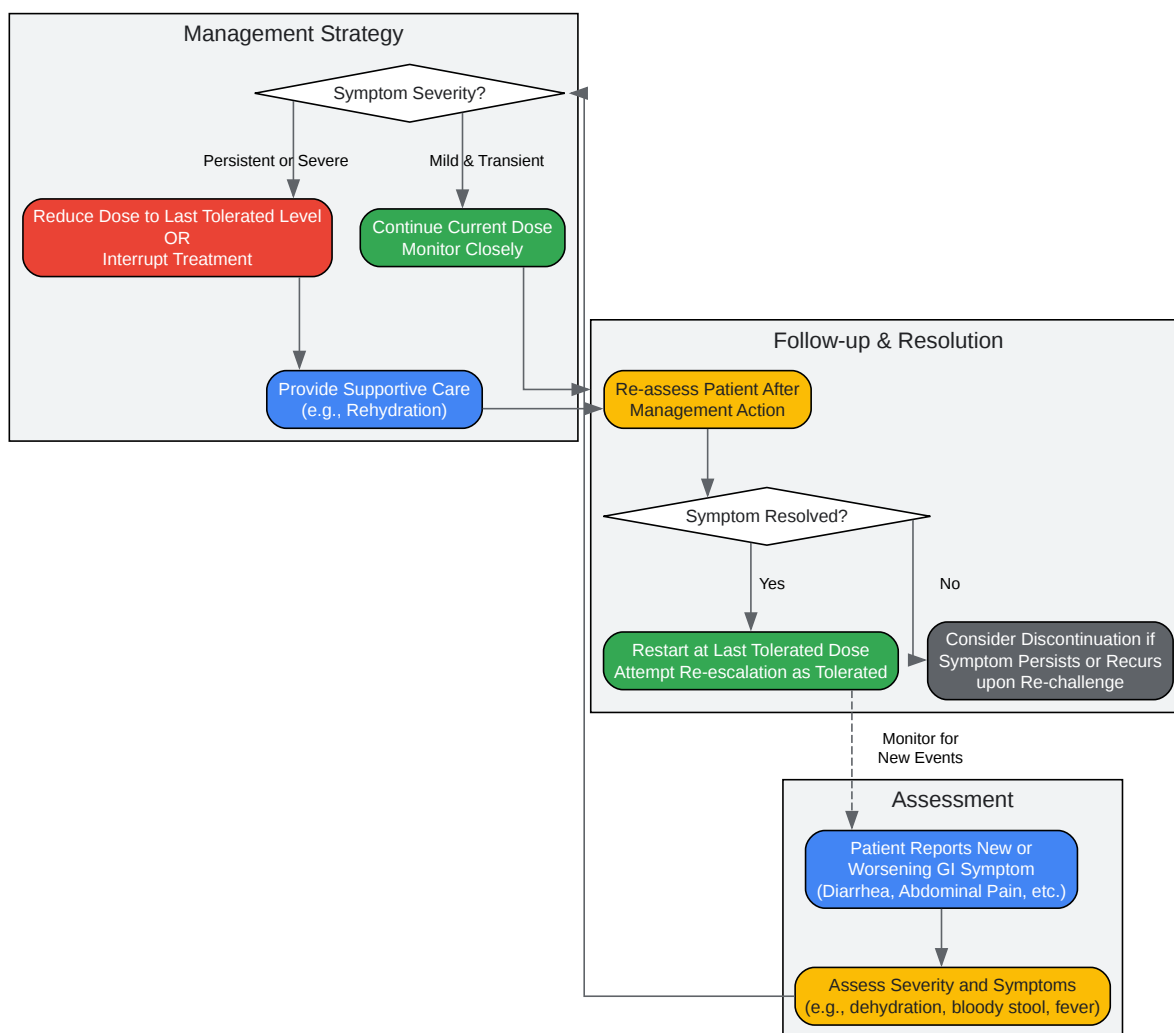 Management Strategy
Symptom Severity?
Persistent or Severe
Mild & Transient
Reduce Dose to Last Tolerated Level
OR
Interrupt Treatment
Continue Current Dose
Monitor Closely
Provide Supportive Care
(e.g., Rehydration)
Follow-up & Resolution
Re-assess Patient After
Management Action
Symptom Resolved?
Yes
No
Restart at Last Tolerated Dose
Attempt Re-escalation as Tolerated
Consider Discontinuation if
Symptom Persists or Recurs
upon Re-challenge
Monitor for
New Events
Assessment
Patient Reports New or
Worsening GI Symptom
(Diarrhea, Abdominal Pain, etc.)
Assess Severity and Symptoms
(e.g., dehydration, bloody stool, fever)